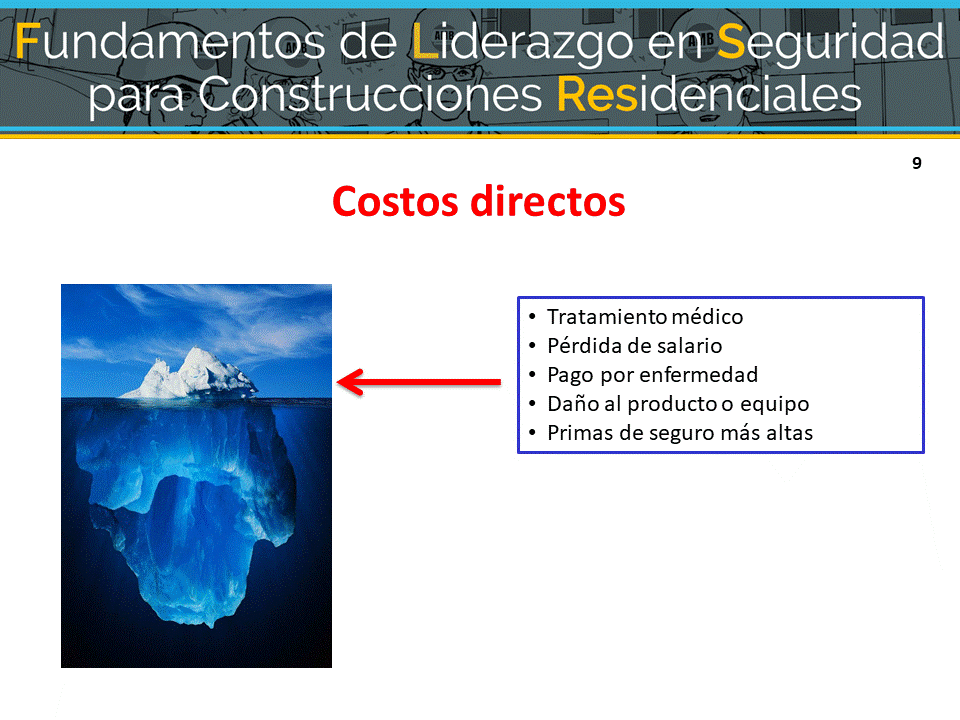 Fundamentos de Liderazgo en Seguridad
para Construcciones Residenciales
9
Costos directos
• Tratamiento médico
• Pérdida de salario
• Pago por enfermedad
• Daño al producto o equipo
• Primas de seguro más altas